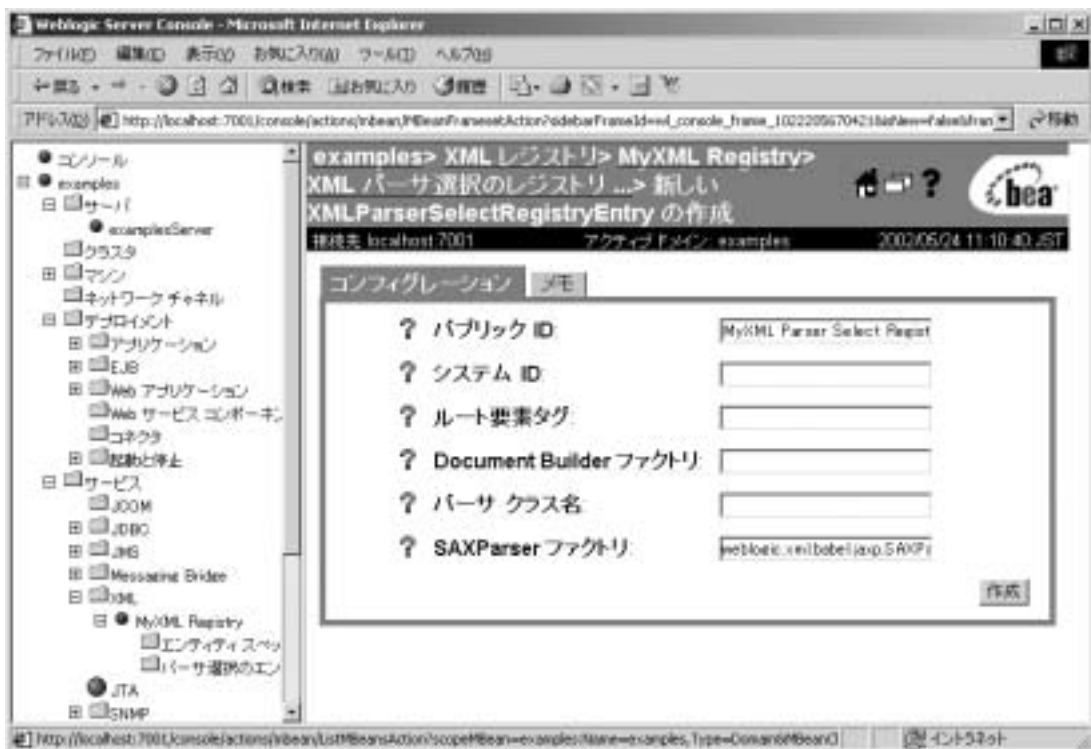 Weblogic Server Console - Microsoft Internet Explorer
ファイル(F) 編集(E) 表示(V) お気に入り(A) ツール(T) ヘルプ(H)
戻る 検索 お気に入り 履歴
アドレス(D) http://localhost:7001/console/actions/mbean/MBeanFramesetAction?sidebarFrameId=wl_console_frame_ 移動
コンソール
examples
サーバ
examplesServer
クラスタ
マシン
ネットワーク チャネル
デプロイメント
アプリケーション
EJB
Web アプリケーション
Web サービス コンポーネン
コネクタ
起動と停止
サービス
JCOM
JDBC
JMS
Messaging Bridge
XML
MyXML Registry
エンティティ スペッ
パーサ選択のエン
JTA
SNMP
examples> XML レジストリ> MyXML Registry>
XML パーサ選択のレジストリ ...> 新しい
XMLParserSelectRegistryEntry の作成
bea
接続先 localhost:7001 アクティブ ドメイン: examples 2002/05/24 11:10:40 JST
コンフィグレーション メモ
? パブリック ID: MyXML Parser Select Regist
? システム ID:
? ルート要素タグ:
? Document Builder ファクトリ:
? パーサ クラス名:
? SAXParser ファクトリ: weblogic.xml.babel.jaxp.SAXPa
作成
http://localhost:7001/console/actions/mbean/ListMBeansAction?scopeMBean=examples:Name=examples,Type=Domain&MBeanCl イントラネット